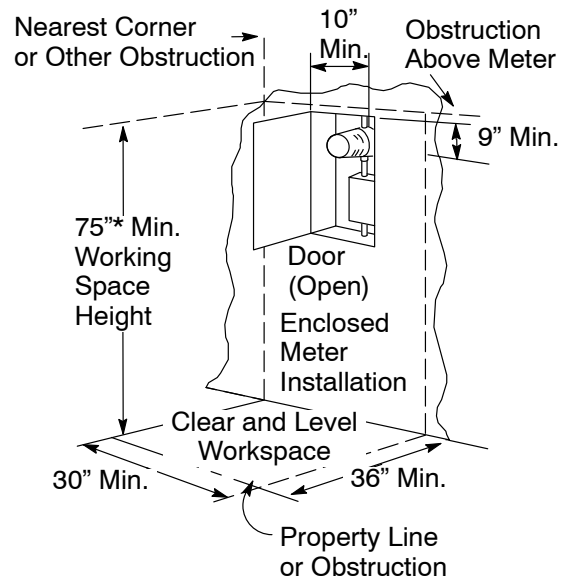 Nearest Corner
or Other Obstruction
10”
Min.
Obstruction
Above Meter
9” Min.
75”* Min.
Working
Space
Height
Door
(Open)
Enclosed
Meter
Installation
Clear and Level
Workspace
30” Min.
36” Min.
Property Line
or Obstruction